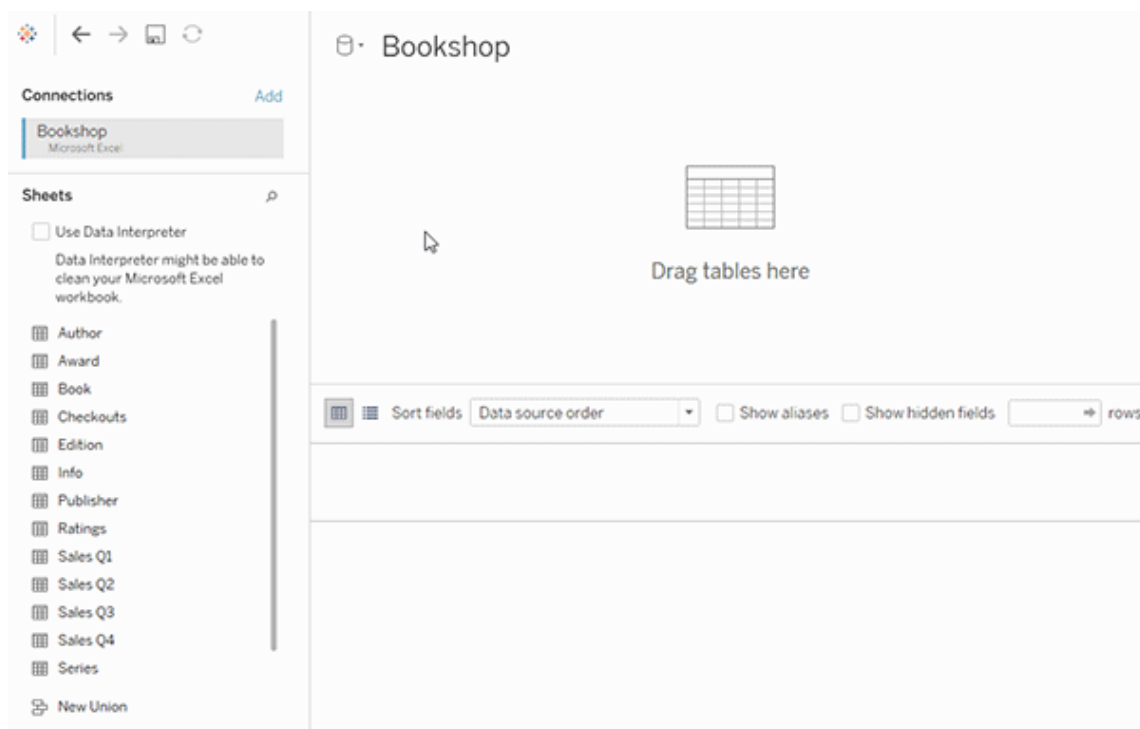 Bookshop
Connections
Add
Bookshop
Microsoft Excel
Sheets
Use Data Interpreter
Data Interpreter might be able to
clean your Microsoft Excel
workbook.
Author
Award
Book
Checkouts
Edition
Info
Publisher
Ratings
Sales Q1
Sales Q2
Sales Q3
Sales Q4
Series
New Union
Drag tables here
Sort fields
Data source order
Show aliases
Show hidden fields
rows